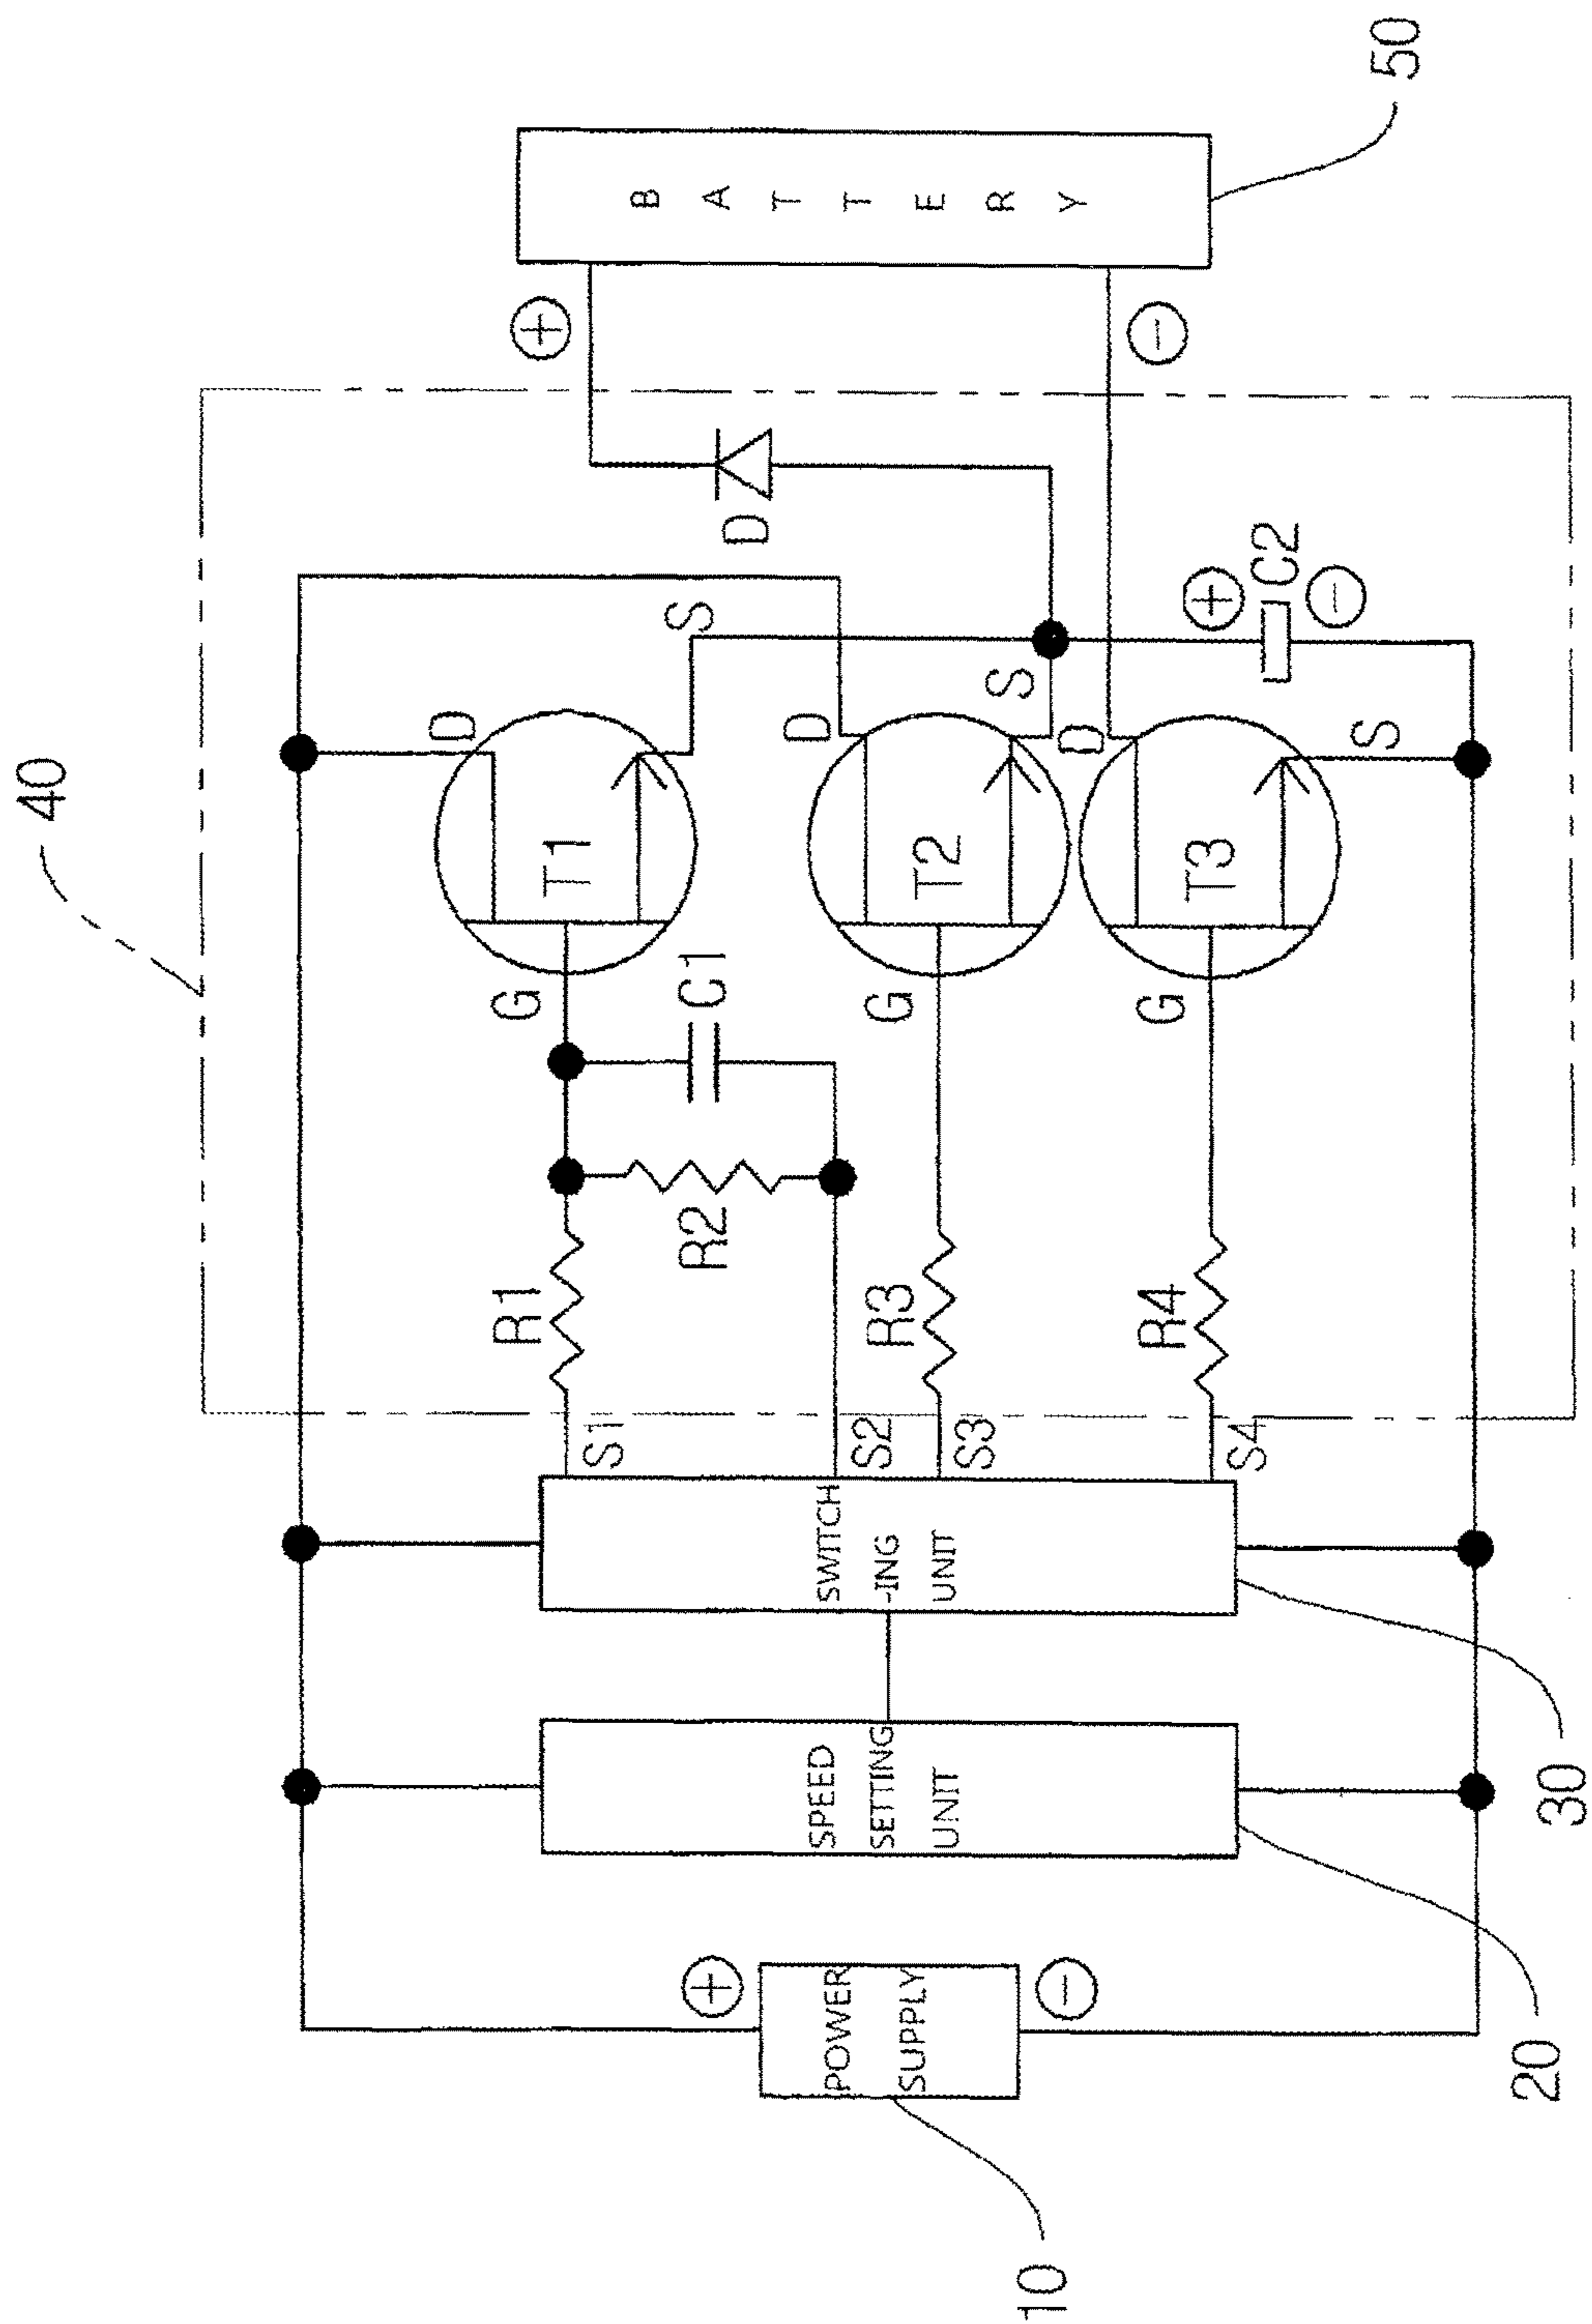 40
D
T1
G
S
R1
R2
C1
S1
S2
S3
S4
D
T2
G
S
R3
D
T3
G
S
R4
D
C2
⊕
⊖
⊕
⊖
BATTERY
50
SWITCH
-ING
UNIT
30
SPEED
SETTING
UNIT
20
⊕
POWER
SUPPLY
⊖
10